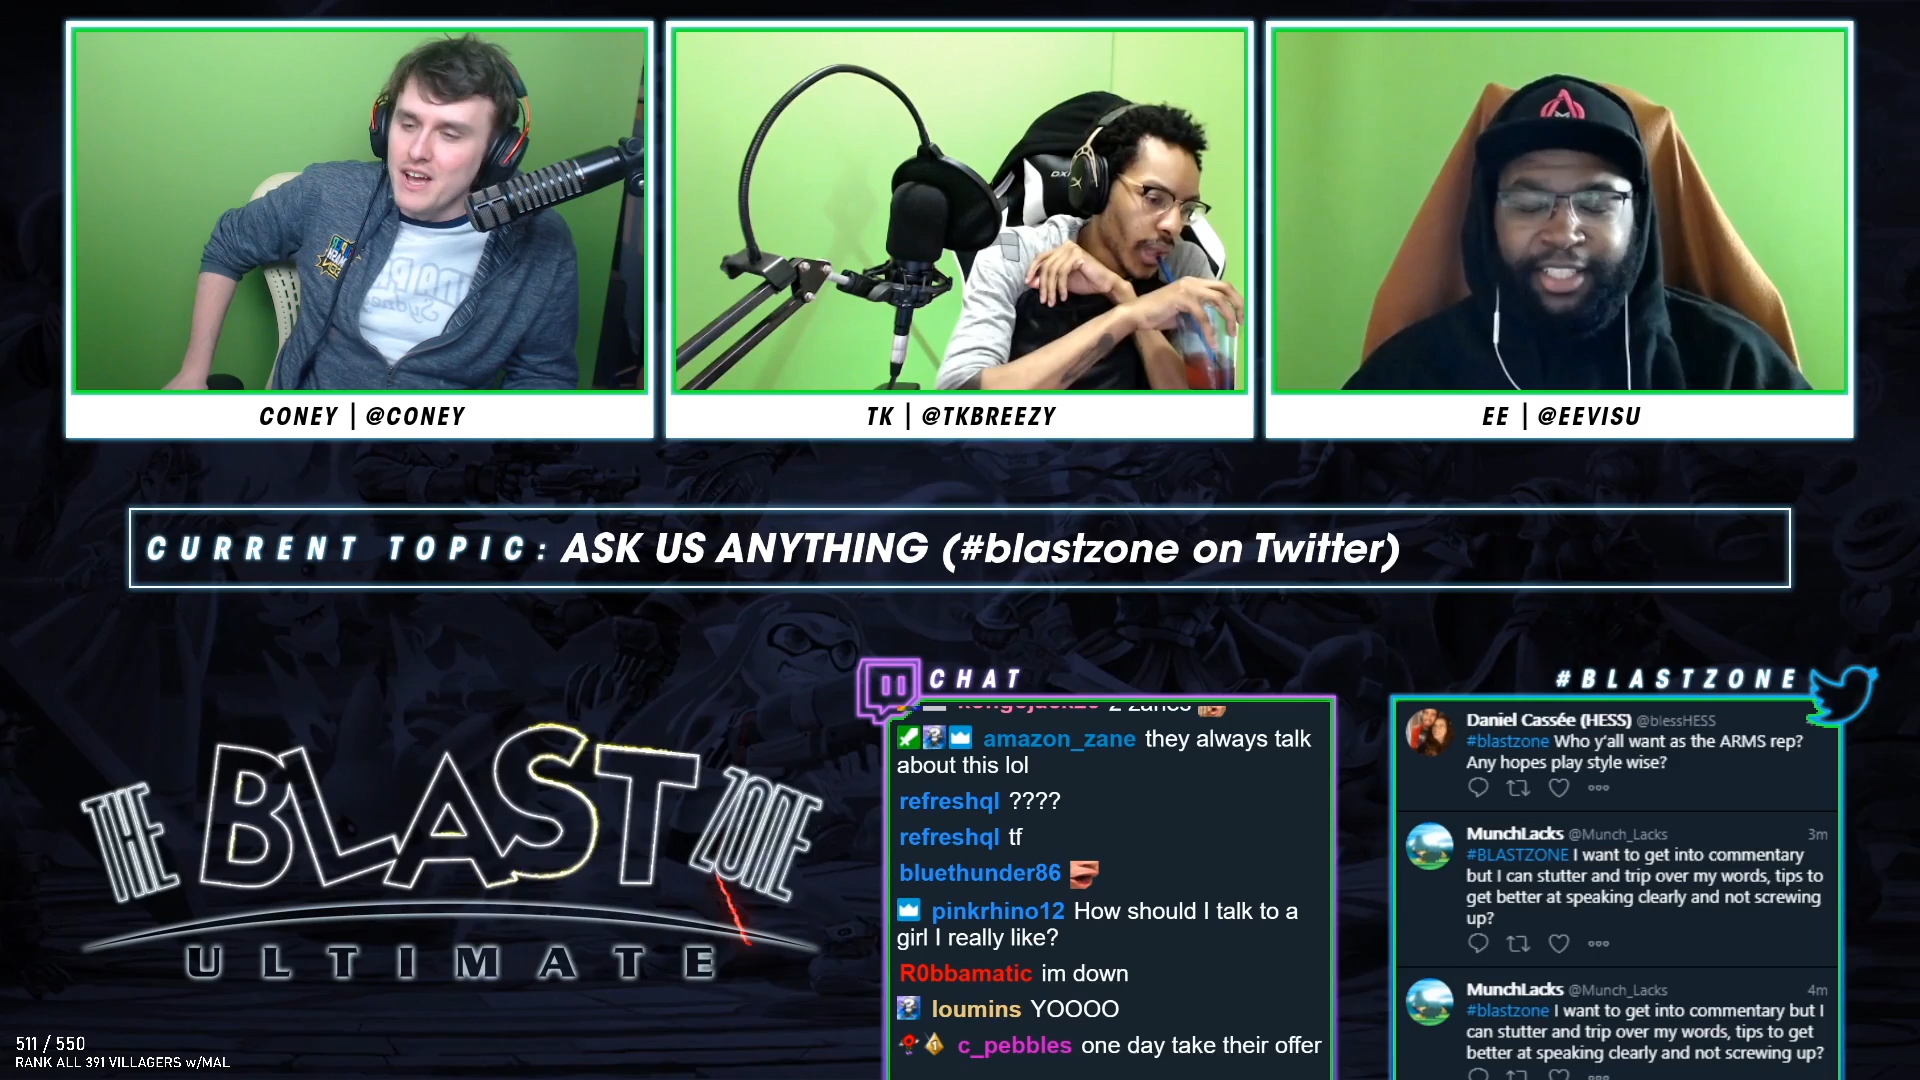 CONEY | @CONEY
TK | @TKBREEZY
EE | @EEVISU
CURRENT TOPIC: ASK US ANYTHING (#blastzone on Twitter)
THE BLAST ZONE
ULTIMATE
511 / 550
RANK ALL 391 VILLAGERS w/MAL
CHAT
amazon_zane they always talk
about this lol
refreshql ????
refreshql tf
bluethunder86
pinkrhino12 How should I talk to a
girl I really like?
R0bbamatic im down
loumins YOOOO
c_pebbles one day take their offer
#BLASTZONE
Daniel Cassée (HESS) @blessHESS
#blastzone Who y'all want as the ARMS rep?
Any hopes play style wise?
MunchLacks @Munch_Lacks 3m
#BLASTZONE I want to get into commentary
but I can stutter and trip over my words, tips to
get better at speaking clearly and not screwing
up?
MunchLacks @Munch_Lacks 4m
#blastzone I want to get into commentary but I
can stutter and trip over my words, tips to get
better at speaking clearly and not screwing up?